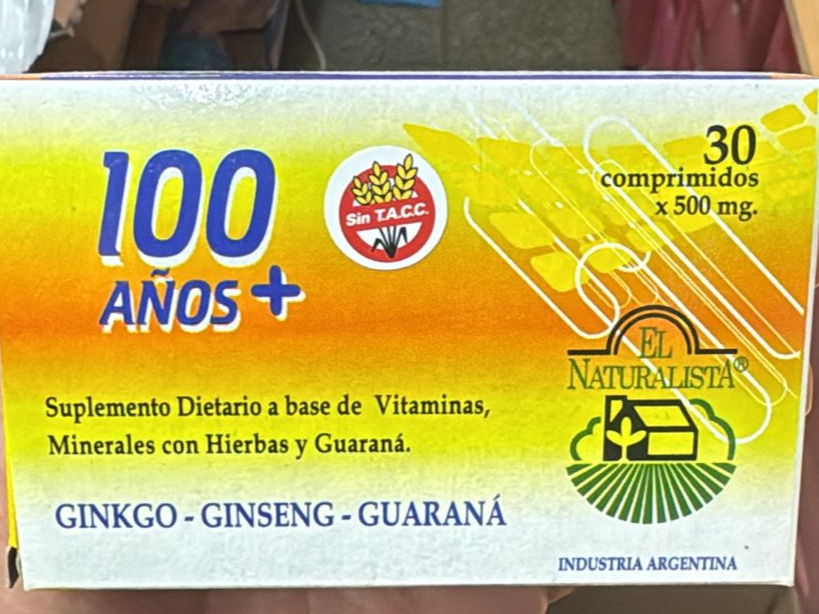 100
AÑOS +
Sin T.A.C.C.
30
comprimidos
x 500 mg.
EL
NATURALISTA®
Suplemento Dietario a base de Vitaminas,
Minerales con Hierbas y Guaraná.
GINKGO - GINSENG - GUARANÁ
INDUSTRIA ARGENTINA